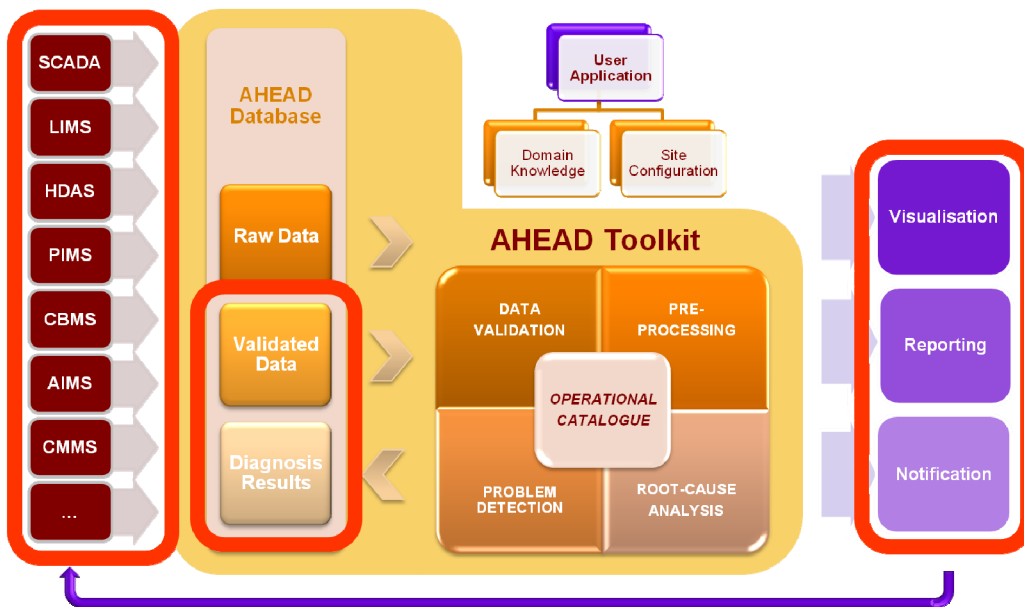 SCADA
LIMS
HDAS
PIMS
CBMS
AIMS
CMMS
...
AHEAD
Database
Raw Data
Validated
Data
Diagnosis
Results
User
Application
Domain
Knowledge
Site
Configuration
AHEAD Toolkit
DATA
VALIDATION
PRE-
PROCESSING
OPERATIONAL
CATALOGUE
PROBLEM
DETECTION
ROOT-CAUSE
ANALYSIS
Visualisation
Reporting
Notification